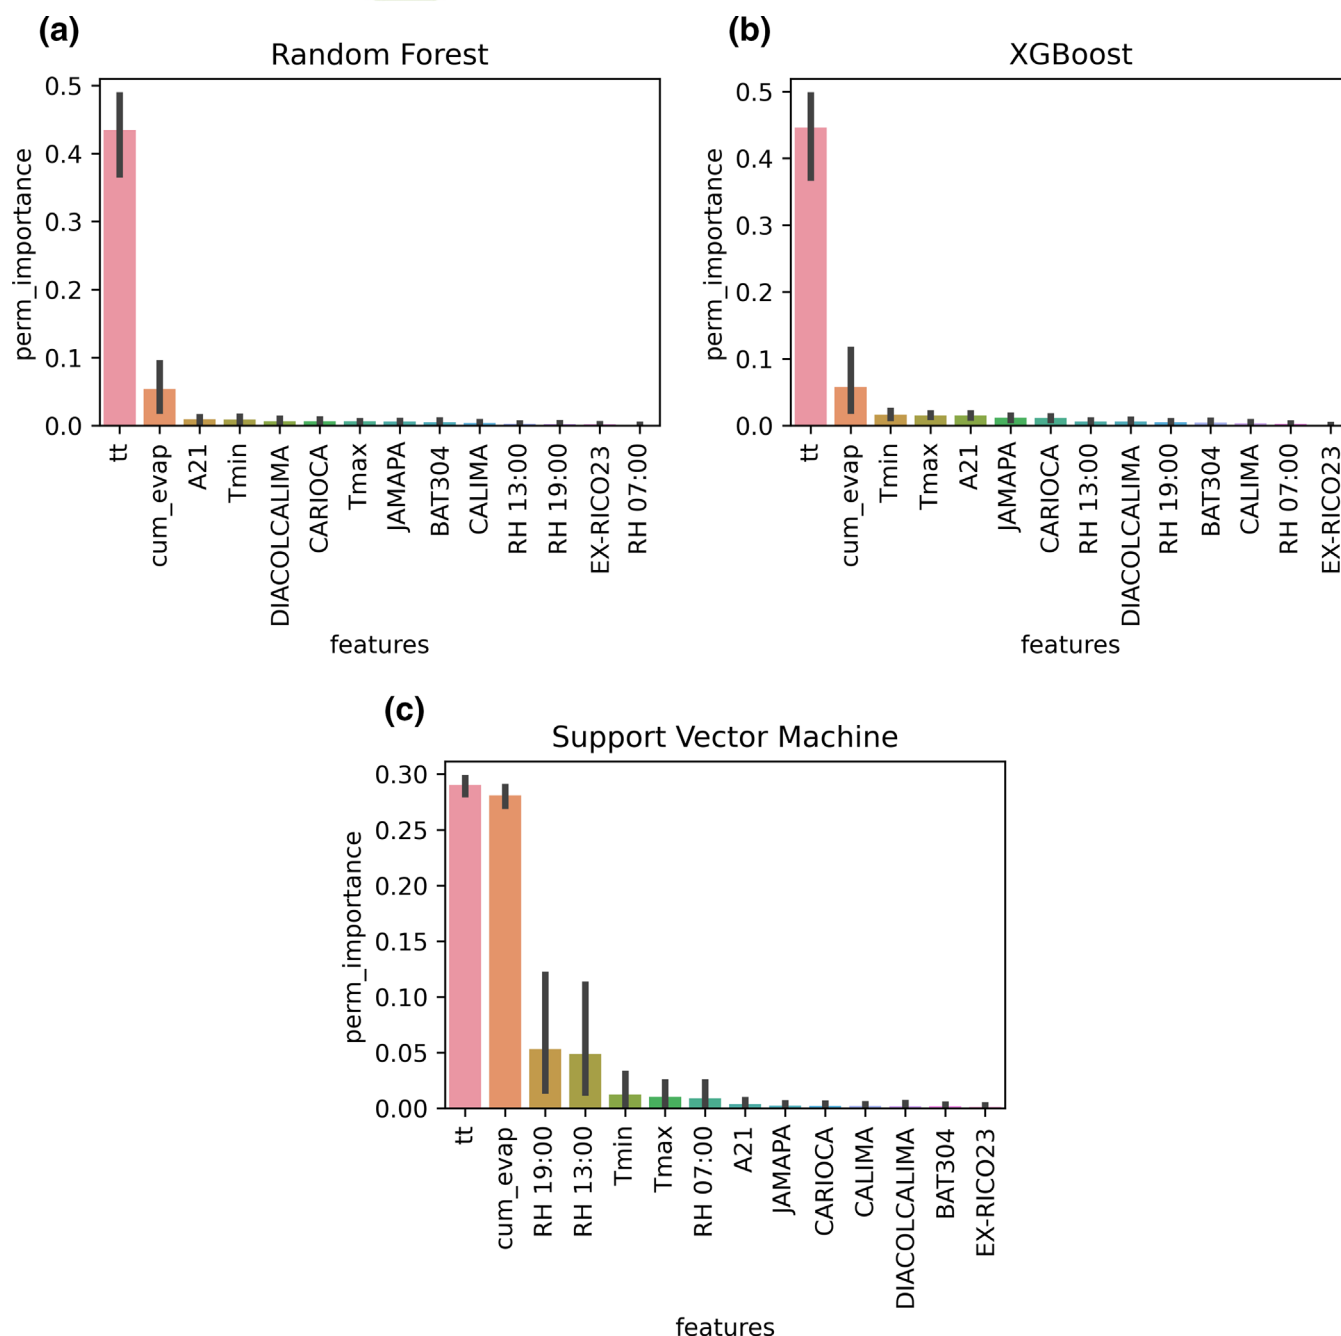 (a)
Random Forest
0.5
0.4
0.3
0.2
0.1
0.0
perm_importance
tt
cum_evap
A21
Tmin
DIACOLCALIMA
CARIOCA
Tmax
JAMAPA
BAT304
CALIMA
RH 13:00
RH 19:00
EX-RICO23
RH 07:00
features
(b)
XGBoost
0.5
0.4
0.3
0.2
0.1
0.0
perm_importance
tt
cum_evap
Tmin
Tmax
A21
JAMAPA
CARIOCA
RH 13:00
DIACOLCALIMA
RH 19:00
BAT304
CALIMA
RH 07:00
EX-RICO23
features
(c)
Support Vector Machine
0.30
0.25
0.20
0.15
0.10
0.05
0.00
perm_importance
tt
cum_evap
RH 19:00
RH 13:00
Tmin
Tmax
RH 07:00
A21
JAMAPA
CARIOCA
CALIMA
DIACOLCALIMA
BAT304
EX-RICO23
features